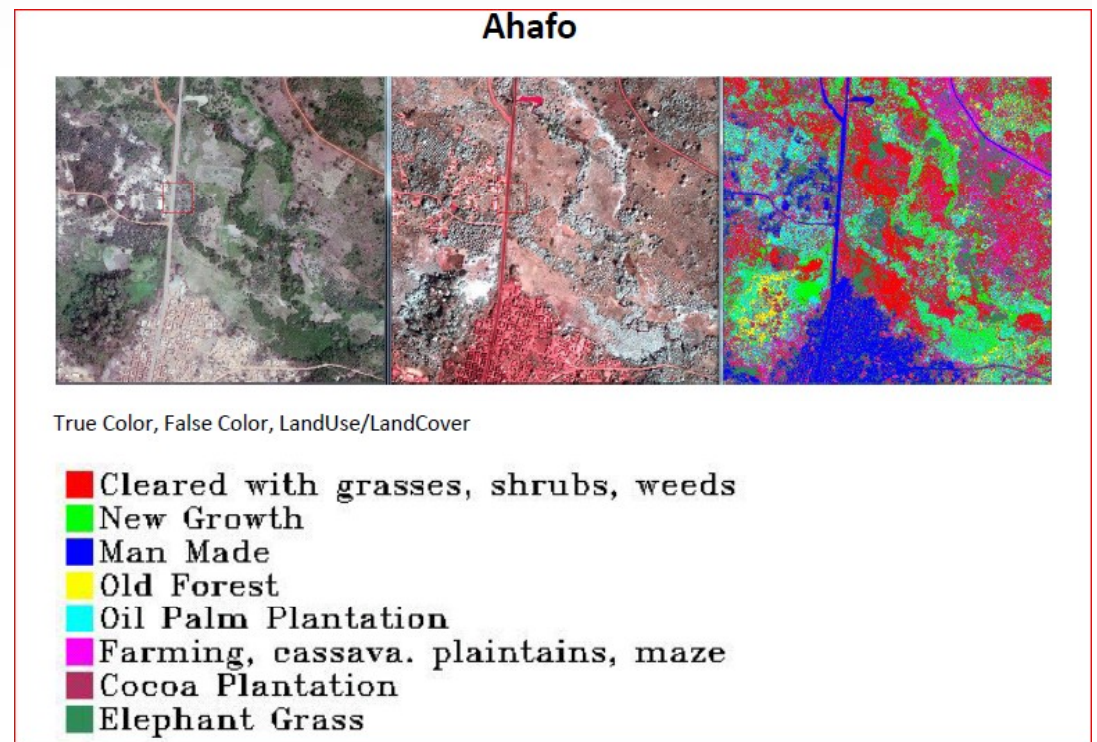 Ahafo
True Color, False Color, LandUse/LandCover
Cleared with grasses, shrubs, weeds
New Growth
Man Made
Old Forest
Oil Palm Plantation
Farming, cassava. plaintains, maze
Cocoa Plantation
Elephant Grass